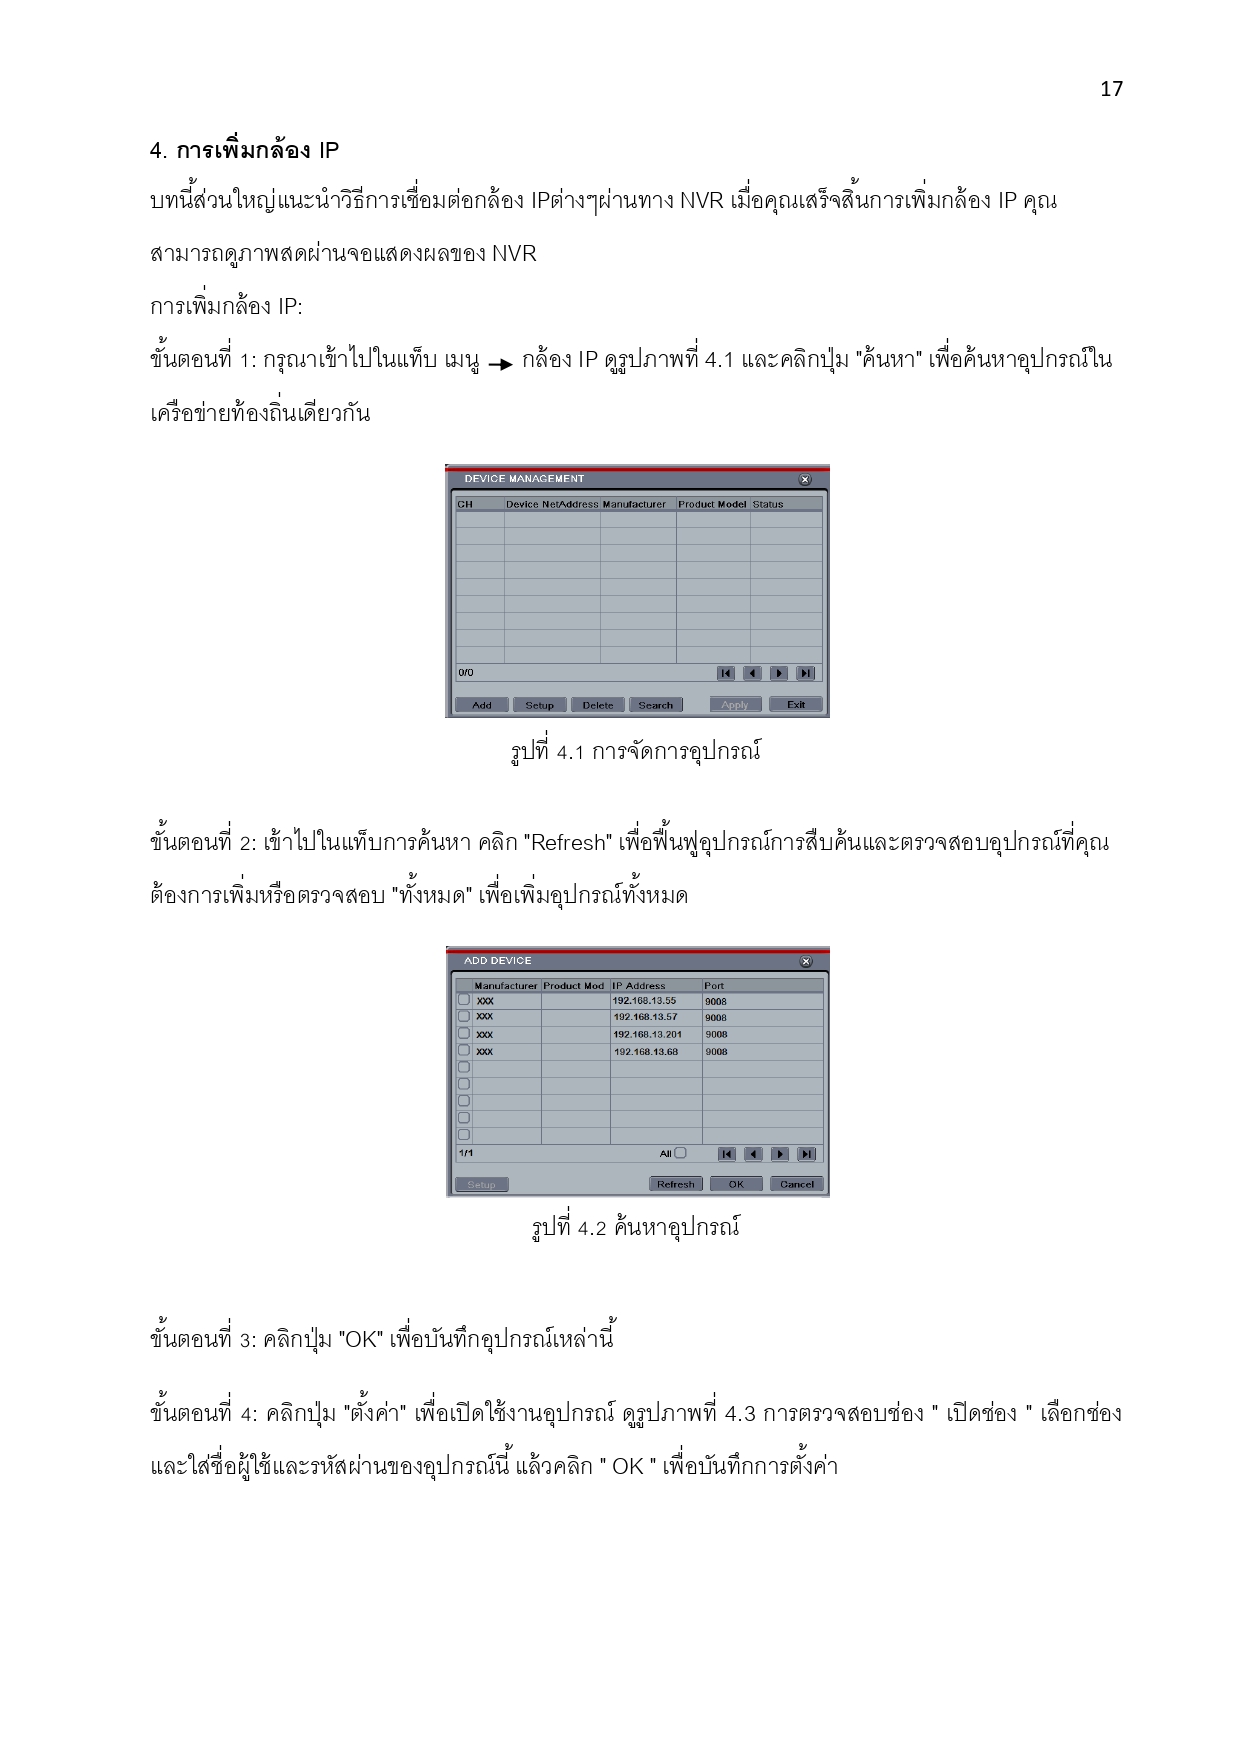 17
4. การเพิ่มกล้อง IP
บทนี้ส่วนใหญ่แนะนำวิธีการเชื่อมต่อกล้อง IPต่างๆผ่านทาง NVR เมื่อคุณเสร็จสิ้นการเพิ่มกล้อง IP คุณ
สามารถดูภาพสดผ่านจอแสดงผลของ NVR
การเพิ่มกล้อง IP:
ขั้นตอนที่ 1: กรุณาเข้าไปในแท็บ เมนู → กล้อง IP ดูรูปภาพที่ 4.1 และคลิกปุ่ม "ค้นหา" เพื่อค้นหาอุปกรณ์ใน
เครือข่ายท้องถิ่นเดียวกัน
DEVICE MANAGEMENT
CH Device NetAddress Manufacturer Product Model Status
0/0
Add Setup Delete Search Apply Exit
รูปที่ 4.1 การจัดการอุปกรณ์
ขั้นตอนที่ 2: เข้าไปในแท็บการค้นหา คลิก "Refresh" เพื่อฟื้นฟูอุปกรณ์การสืบค้นและตรวจสอบอุปกรณ์ที่คุณ
ต้องการเพิ่มหรือตรวจสอบ "ทั้งหมด" เพื่อเพิ่มอุปกรณ์ทั้งหมด
ADD DEVICE
Manufacturer Product Mod IP Address Port
XXX 192.168.13.55 9008
XXX 192.168.13.57 9008
XXX 192.168.13.201 9008
XXX 192.168.13.68 9008
1/1 All
Setup Refresh OK Cancel
รูปที่ 4.2 ค้นหาอุปกรณ์
ขั้นตอนที่ 3: คลิกปุ่ม "OK" เพื่อบันทึกอุปกรณ์เหล่านี้
ขั้นตอนที่ 4: คลิกปุ่ม "ตั้งค่า" เพื่อเปิดใช้งานอุปกรณ์ ดูรูปภาพที่ 4.3 การตรวจสอบช่อง " เปิดช่อง " เลือกช่อง
และใส่ชื่อผู้ใช้และรหัสผ่านของอุปกรณ์นี้ แล้วคลิก " OK " เพื่อบันทึกการตั้งค่า